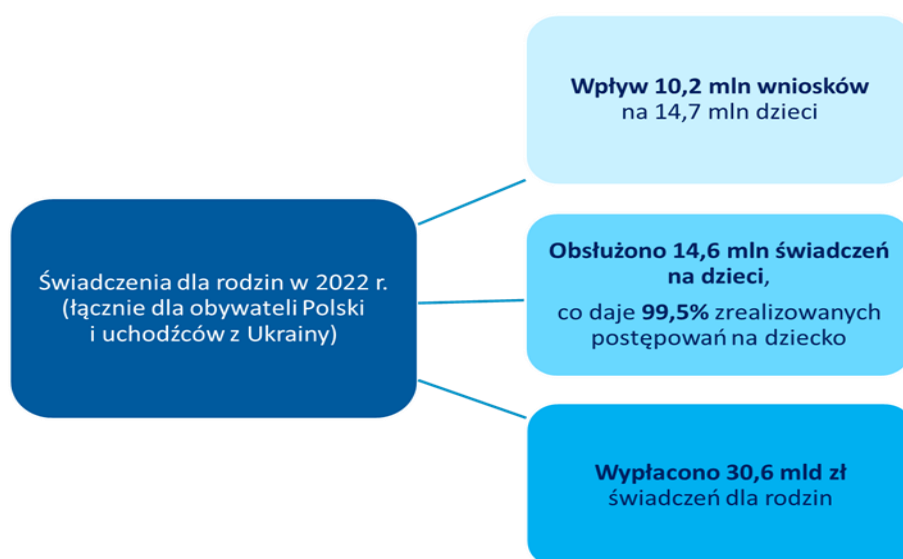 Wpływ 10,2 mln wniosków
na 14,7 mln dzieci
Świadczenia dla rodzin w 2022 r.
(łącznie dla obywateli Polski
i uchodźców z Ukrainy)
Obsłużono 14,6 mln świadczeń
na dzieci,
co daje 99,5% zrealizowanych
postępowań na dziecko
Wypłacono 30,6 mld zł
świadczeń dla rodzin